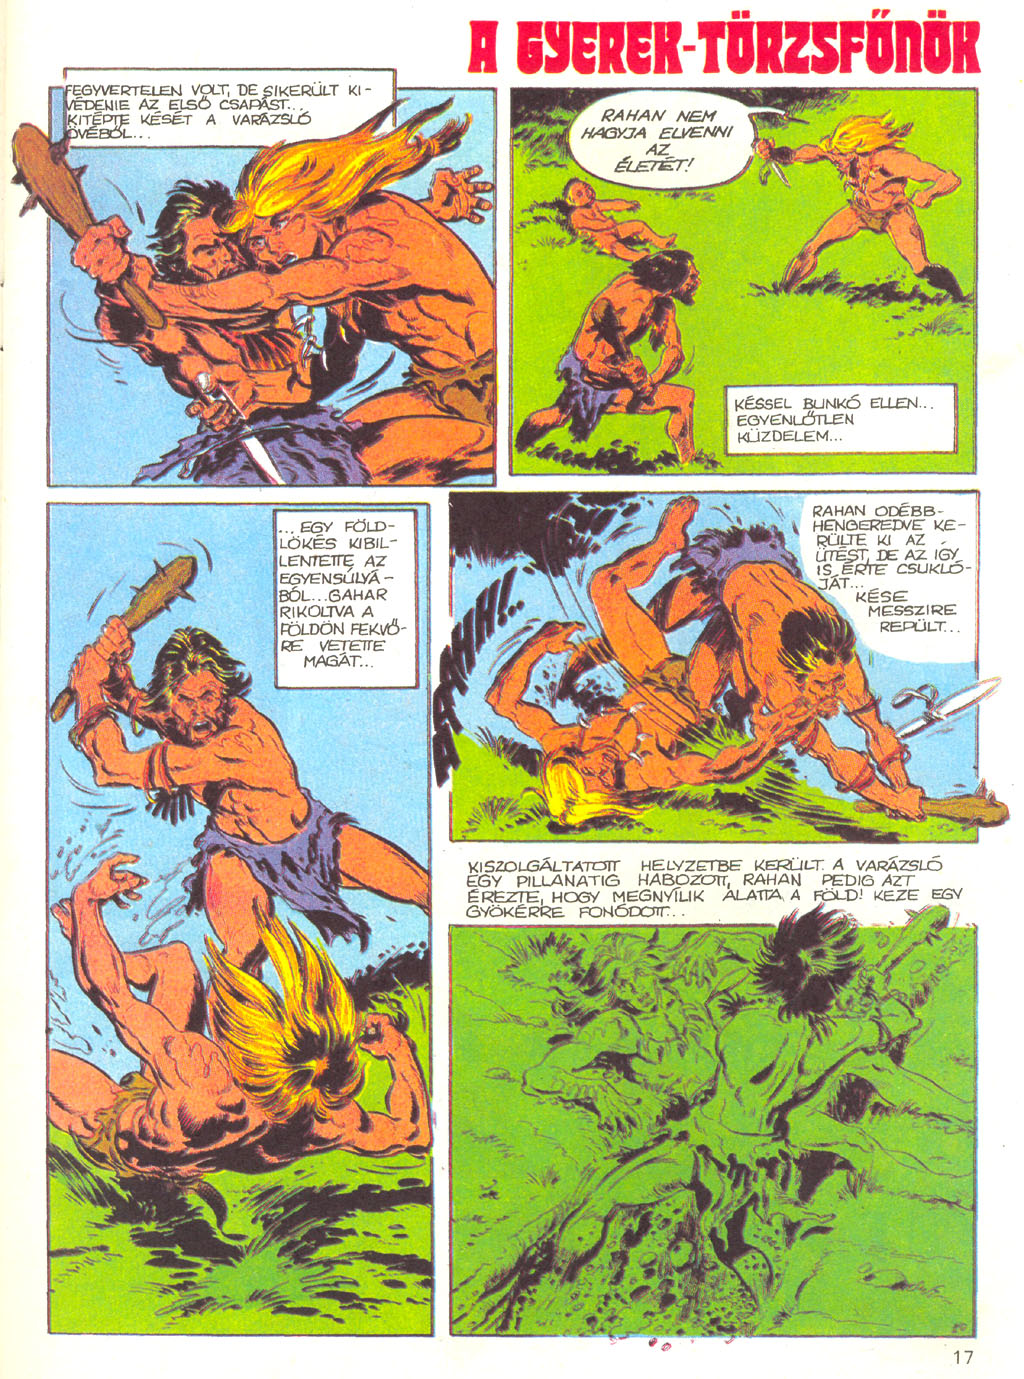 A GYEREK-TÖRZSFŐNÖK
FEGYVERTELEN VOLT, DE SIKERÜLT KI-
VÉDENIE AZ ELSŐ CSAPÁST...
KITÉPTE KÉSÉT A VARÁZSLÓ
ÖVÉBŐL...
RAHAN NEM
HAGYJA ELVENNI
AZ
ÉLETÉT!
KÉSSEL BUNKÓ ELLEN...
EGYENLŐTLEN
KÜZDELEM...
... EGY FÖLD-
LÖKÉS KIBIL-
LENTETTE AZ
EGYENSÚLYÁ-
BÓL...GAHAR
RIKOLTVA A
FÖLDÖN FEKVŐ-
RE VETETTE
MAGÁT...
RAHAN ODÉBB-
HENGEREDVE KE-
RÜLTE KI AZ
ÜTÉST, DE AZ IGY
IS ÉRTE CSUKLÓ-
JÁT...
KÉSE
MESSZIRE
REPÜLT...
KISZOLGÁLTATOTT HELYZETBE KERÜLT. A VARÁZSLÓ
EGY PILLANATIG HABOZOTT, RAHAN PEDIG AZT
ÉREZTE, HOGY MEGNYÍLIK ALATTA A FÖLD! KEZE EGY
GYÖKÉRRE FONÓDOTT...
17